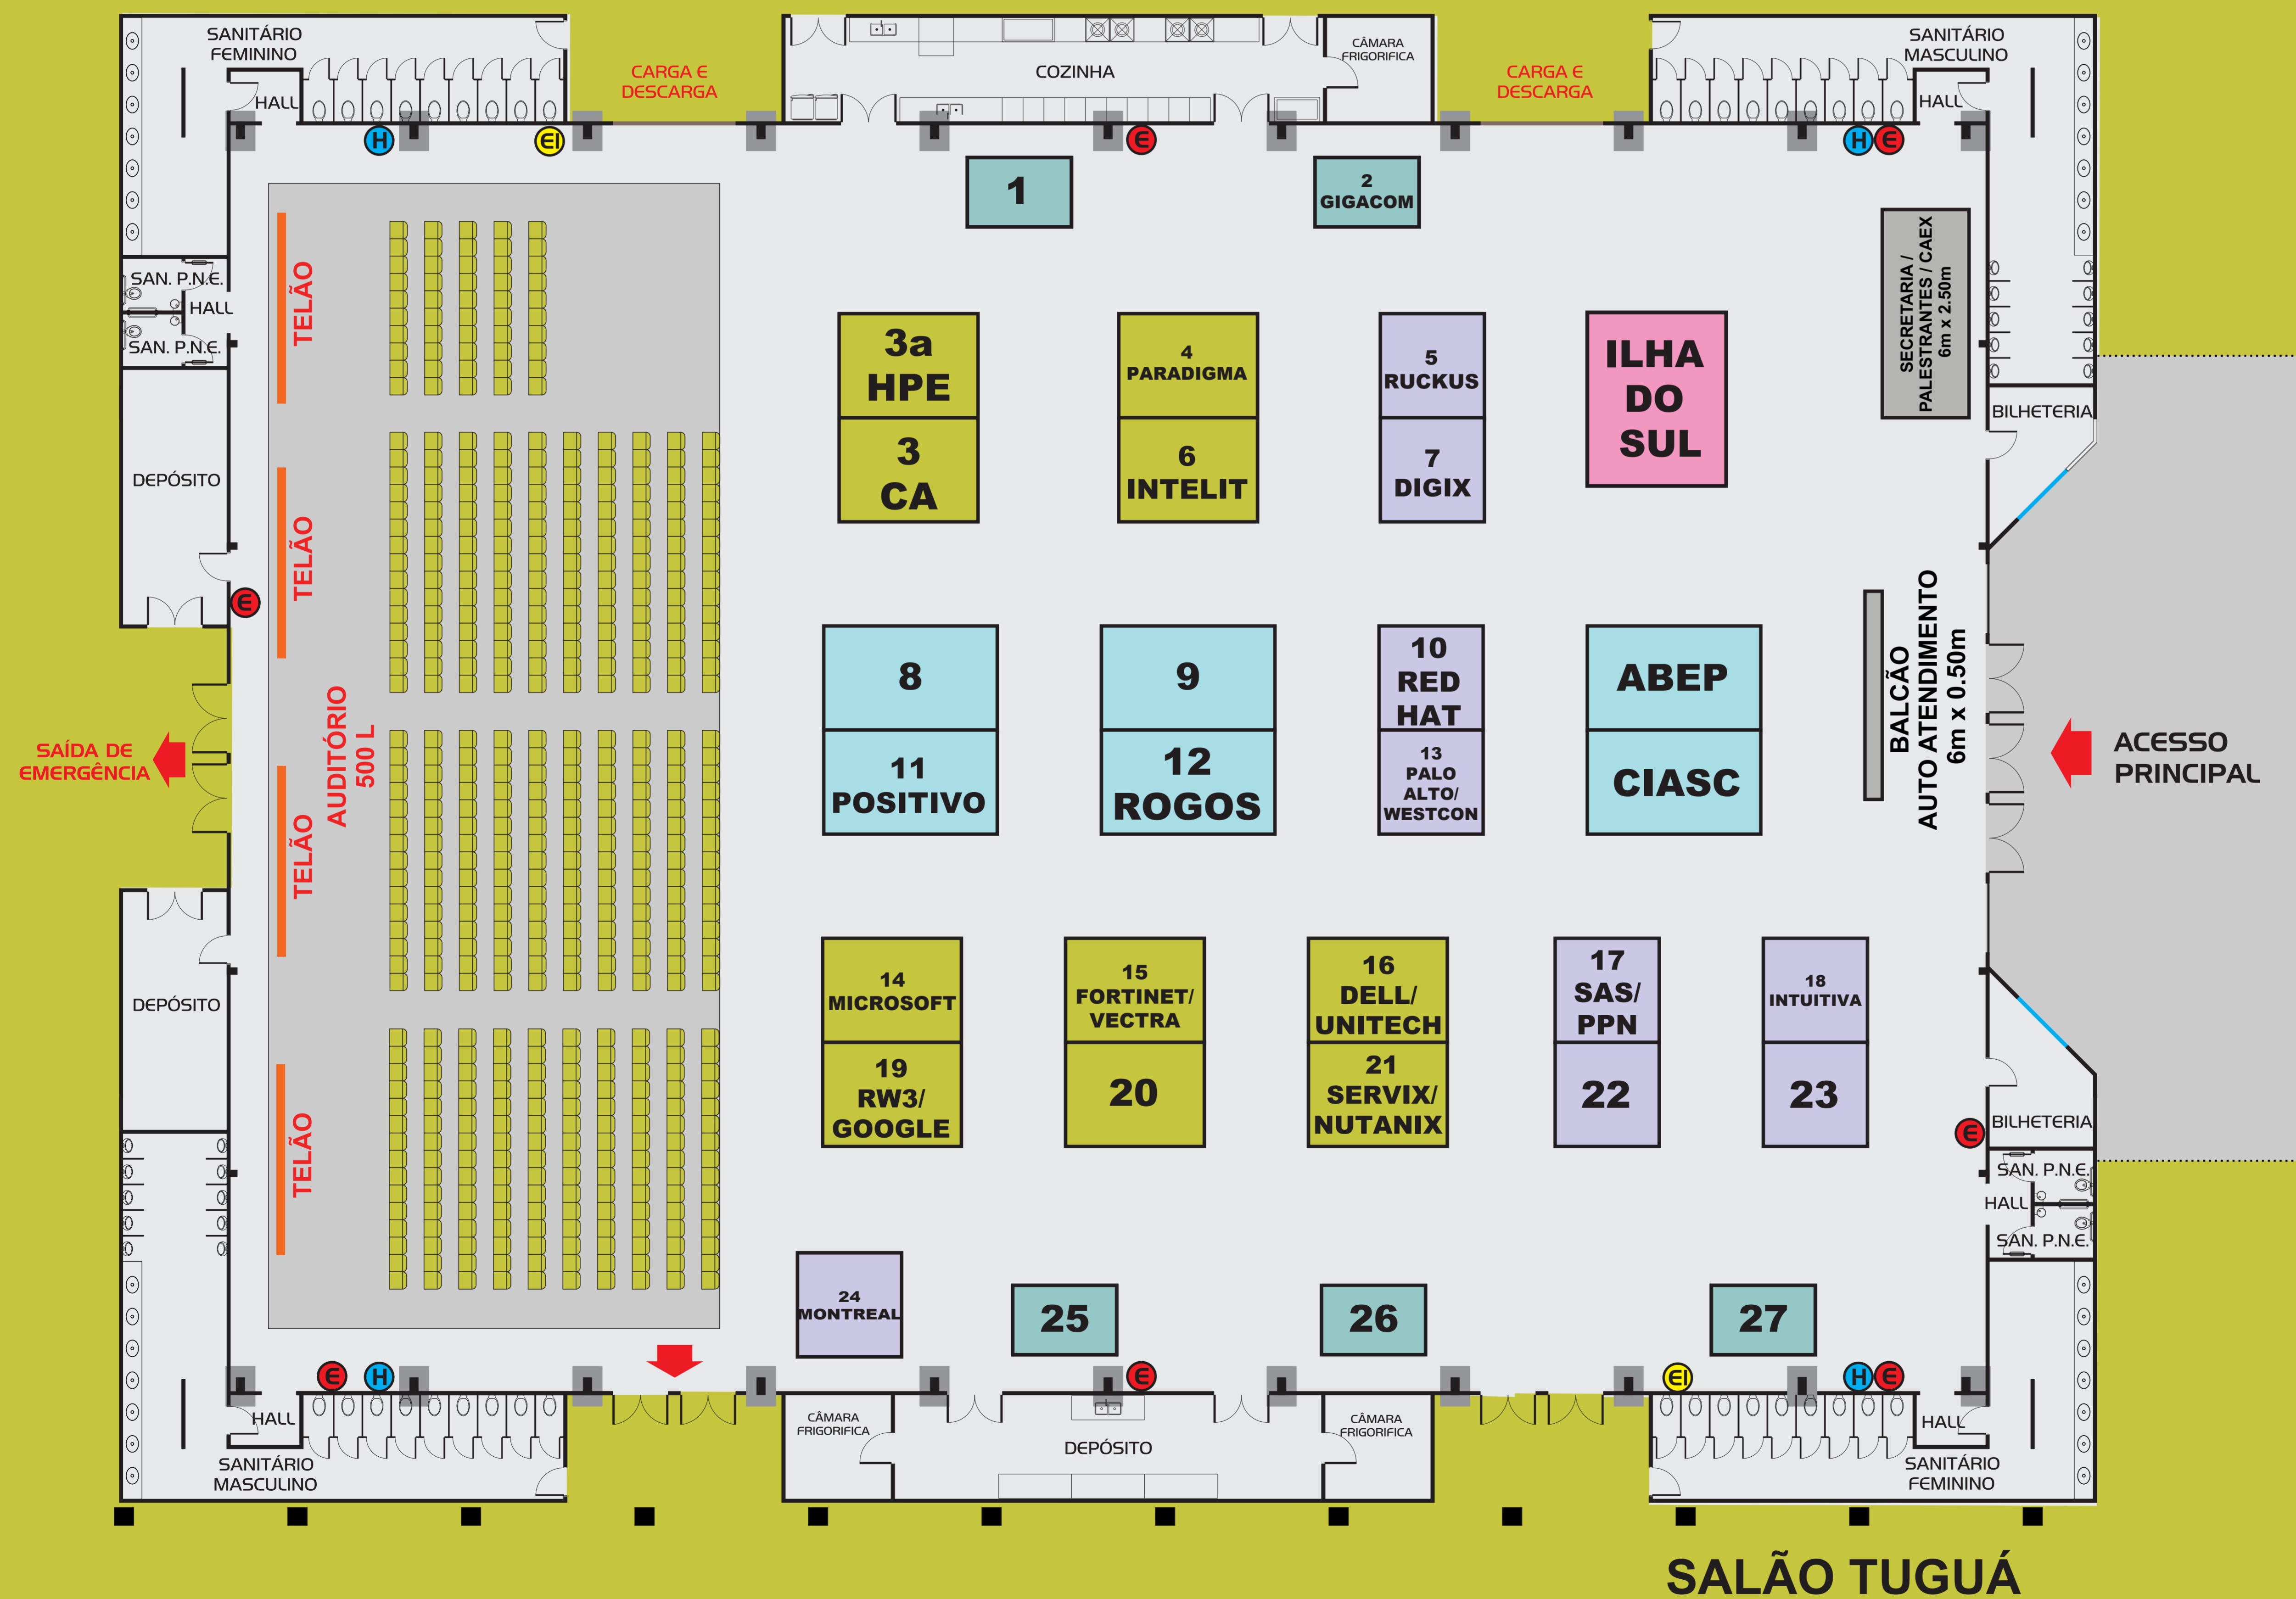 SANITÁRIO
FEMININO
HALL
CARGA E
DESCARGA
COZINHA
CÂMARA
FRIGORIFICA
CARGA E
DESCARGA
SANITÁRIO
MASCULINO
HALL
H
EI
E
H
E
1
2
GIGACOM
SAN. P.N.E.
HALL
SAN. P.N.E.
TELÃO
SECRETARIA /
PALESTRANTES / CAEX
6m x 2.50m
3a
HPE
4
PARADIGMA
5
RUCKUS
ILHA
DO
SUL
BILHETERIA
3
CA
6
INTELIT
7
DIGIX
DEPÓSITO
TELÃO
E
8
9
10
RED
HAT
ABEP
BALCÃO
AUTO ATENDIMENTO
6m x 0.50m
SAÍDA DE
EMERGÊNCIA
AUDITÓRIO
500 L
ACESSO
PRINCIPAL
11
POSITIVO
12
ROGOS
13
PALO
ALTO/
WESTCON
CIASC
TELÃO
DEPÓSITO
14
MICROSOFT
15
FORTINET/
VECTRA
16
DELL/
UNITECH
17
SAS/
PPN
18
INTUITIVA
19
RW3/
GOOGLE
20
21
SERVIX/
NUTANIX
22
23
TELÃO
E
BILHETERIA
SAN. P.N.E.
HALL
SAN. P.N.E.
24
MONTREAL
25
26
27
E
H
E
EI
H
E
HALL
SANITÁRIO
MASCULINO
CÂMARA
FRIGORIFICA
DEPÓSITO
CÂMARA
FRIGORIFICA
HALL
SANITÁRIO
FEMININO
SALÃO TUGUÁ